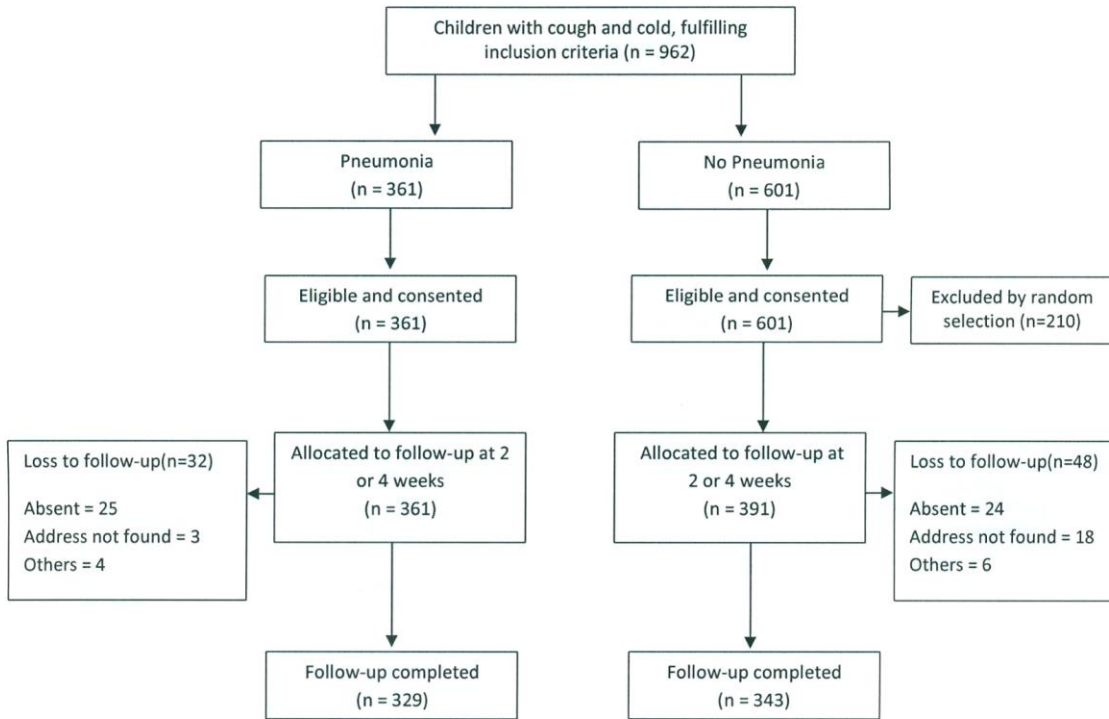 Children with cough and cold, fulfilling
inclusion criteria (n = 962)
Pneumonia
(n = 361)
No Pneumonia
(n = 601)
Eligible and consented
(n = 361)
Eligible and consented
(n = 601)
Excluded by random
selection (n=210)
Loss to follow-up(n=32)
Absent = 25
Address not found = 3
Others = 4
Allocated to follow-up at 2
or 4 weeks
(n = 361)
Allocated to follow-up at
2 or 4 weeks
(n = 391)
Loss to follow-up(n=48)
Absent = 24
Address not found = 18
Others = 6
Follow-up completed
(n = 329)
Follow-up completed
(n = 343)